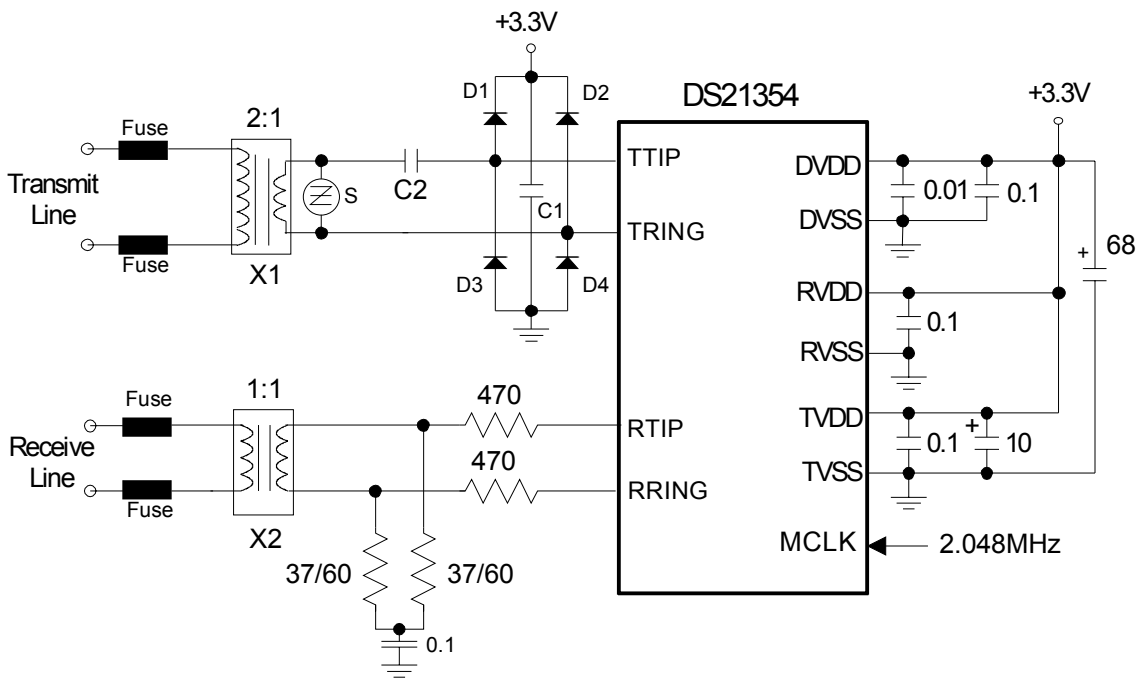 +3.3V
D1
D2
DS21354
+3.3V
2:1
Fuse
TTIP
DVDD
Transmit
Line
S
C2
C1
0.01
0.1
DVSS
TRING
Fuse
X1
D3
D4
+
68
RVDD
0.1
RVSS
1:1
470
Fuse
TVDD
RTIP
Receive
Line
470
0.1
+
10
TVSS
RRING
Fuse
X2
MCLK
2.048MHz
37/60
37/60
0.1